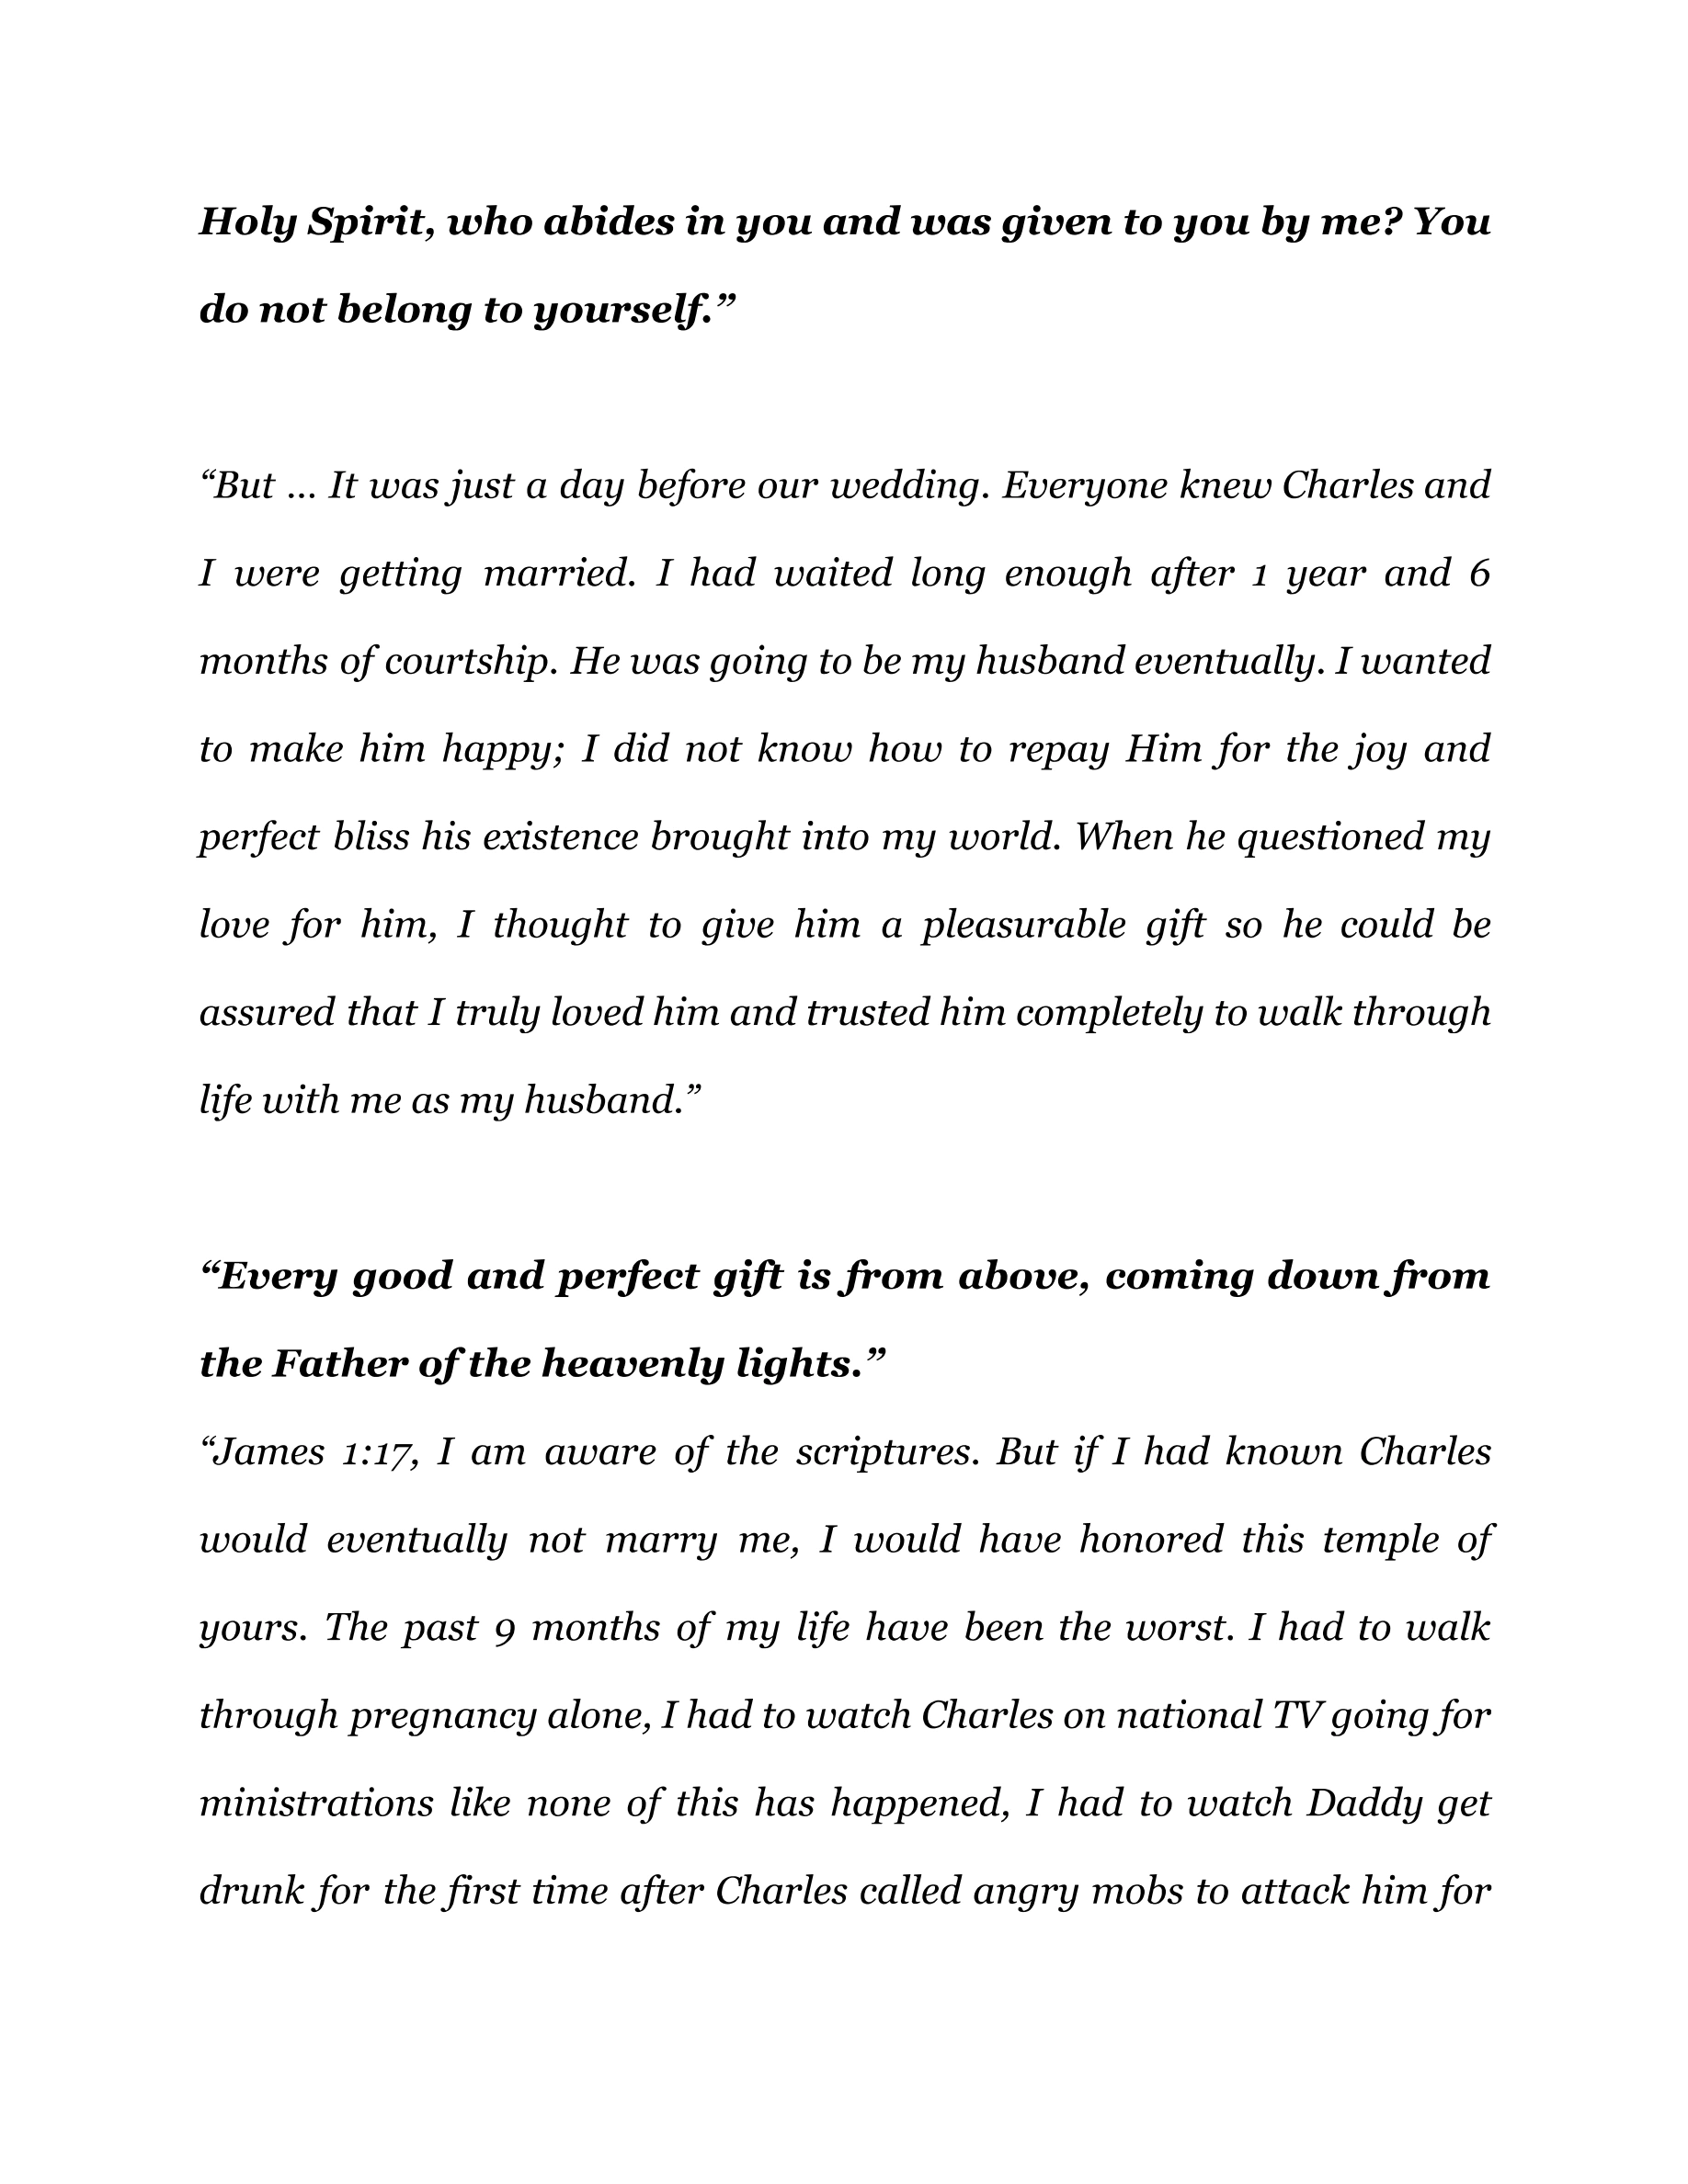 Holy Spirit, who abides in you and was given to you by me? You
do not belong to yourself.”
“But ... It was just a day before our wedding. Everyone knew Charles and
I were getting married. I had waited long enough after 1 year and 6
months of courtship. He was going to be my husband eventually. I wanted
to make him happy; I did not know how to repay Him for the joy and
perfect bliss his existence brought into my world. When he questioned my
love for him, I thought to give him a pleasurable gift so he could be
assured that I truly loved him and trusted him completely to walk through
life with me as my husband.”
“Every good and perfect gift is from above, coming down from
the Father of the heavenly lights.”
“James 1:17, I am aware of the scriptures. But if I had known Charles
would eventually not marry me, I would have honored this temple of
yours. The past 9 months of my life have been the worst. I had to walk
through pregnancy alone, I had to watch Charles on national TV going for
ministrations like none of this has happened, I had to watch Daddy get
drunk for the first time after Charles called angry mobs to attack him for